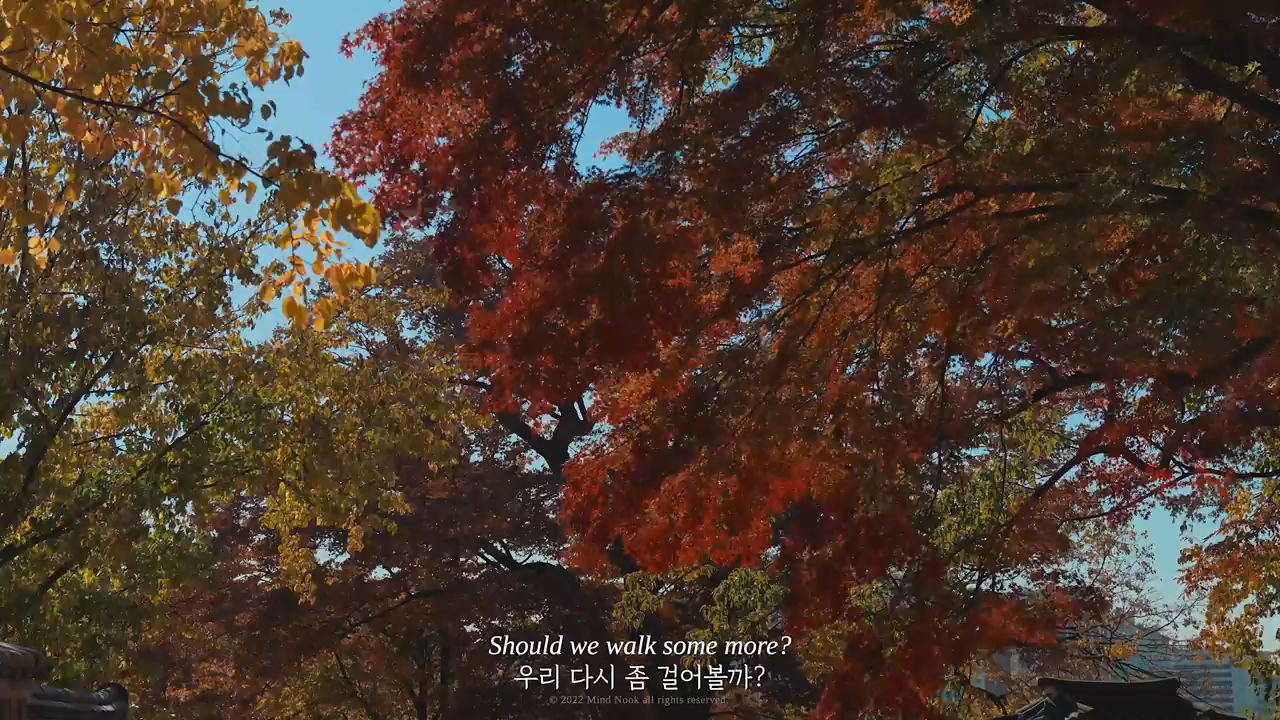 Should we walk some more?
우리 다시 좀 걸어볼까?
© 2022 Mind Nook all rights reserved.